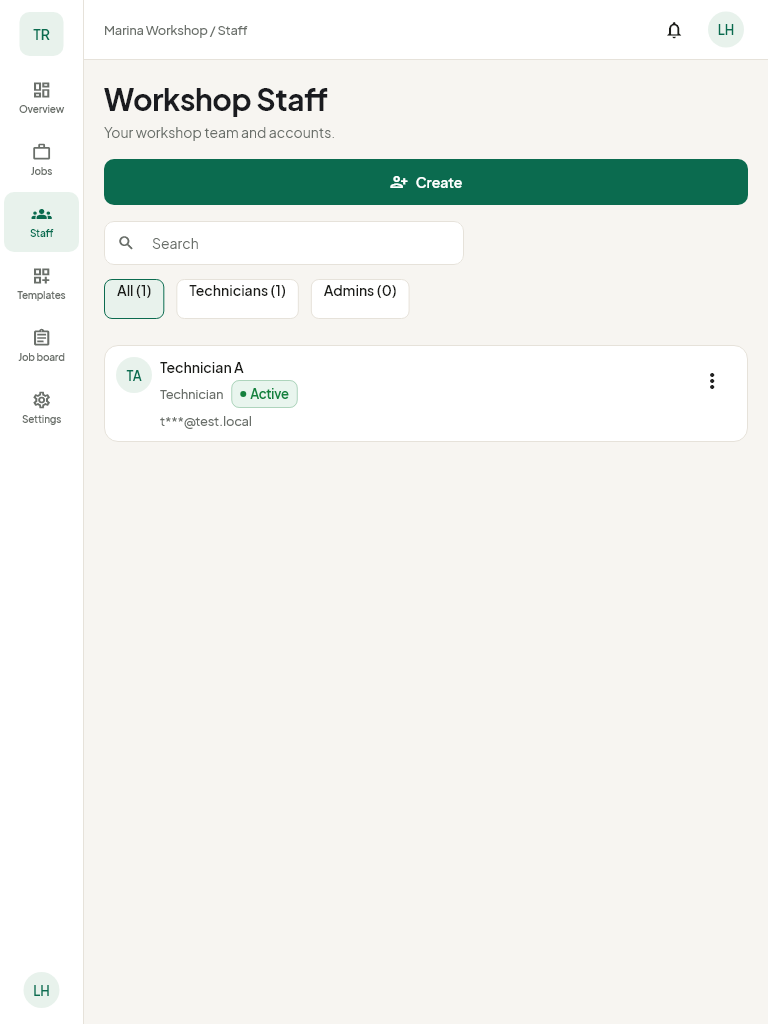 TR
Overview
Jobs
Staff
Templates
Job board
Settings
LH
Marina Workshop / Staff
LH
Workshop Staff
Your workshop team and accounts.
Create
Search
All (1)
Technicians (1)
Admins (0)
TA
Technician A
Technician
Active
t***@test.local